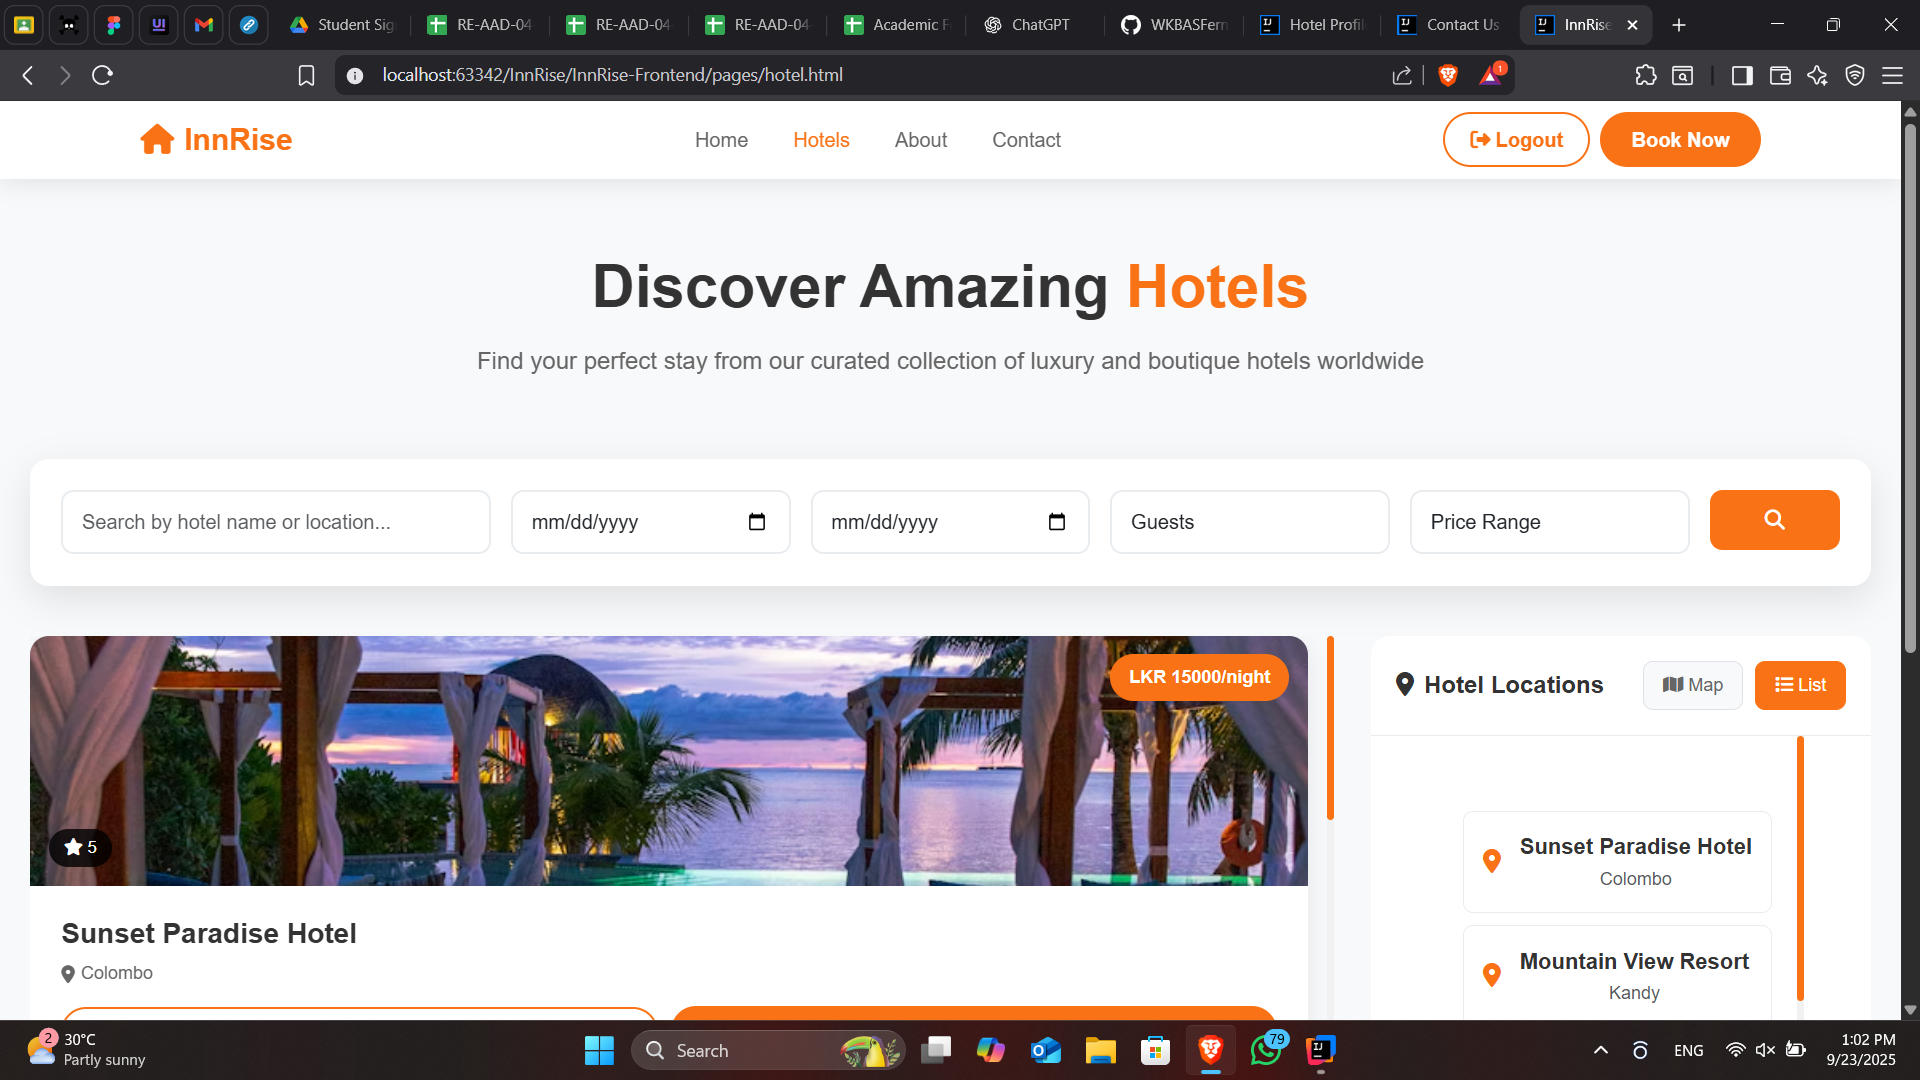 UI
Student Sig
RE-AAD-04
RE-AAD-04
RE-AAD-04
Academic F
ChatGPT
WKBASFern
Hotel Profil
Contact Us
InnRise
localhost:63342/InnRise/InnRise-Frontend/pages/hotel.html
1
InnRise
Home
Hotels
About
Contact
Logout
Book Now
Discover Amazing Hotels
Find your perfect stay from our curated collection of luxury and boutique hotels worldwide
Search by hotel name or location...
mm/dd/yyyy
mm/dd/yyyy
Guests
Price Range
LKR 15000/night
5
Sunset Paradise Hotel
Colombo
Hotel Locations
Map
List
Sunset Paradise Hotel
Colombo
Mountain View Resort
Kandy
2
30°C
Partly sunny
Search
79
ENG
1:02 PM
9/23/2025